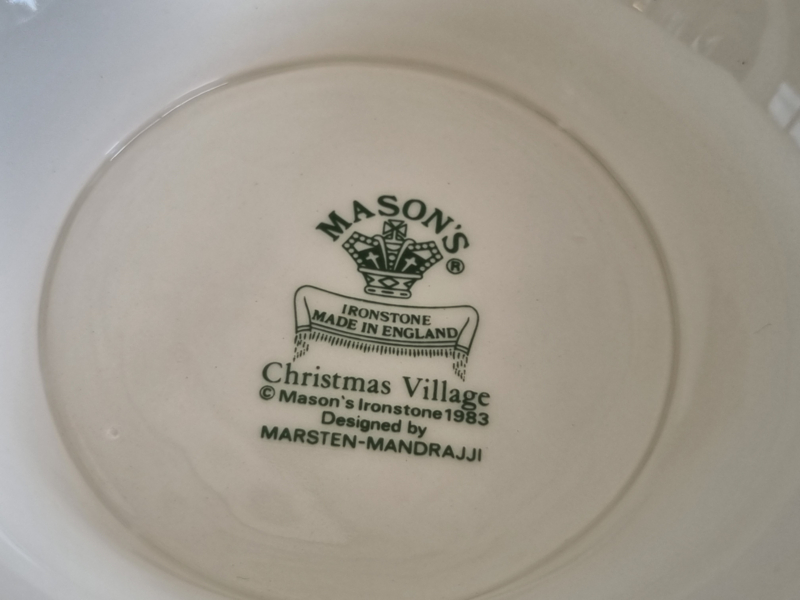 MASON'S ®
IRONSTONE
MADE IN ENGLAND
Christmas Village
© Mason's Ironstone 1983
Designed by
MARSTEN-MANDRAJJI